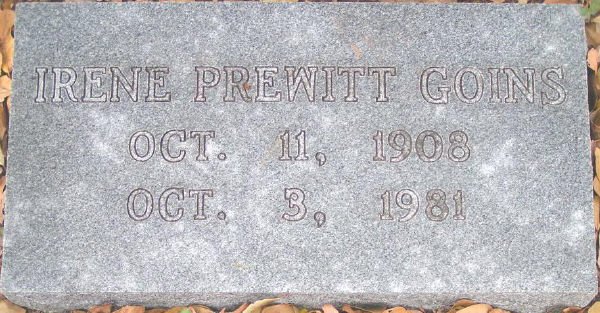 IRENE PREWITT GOINS
OCT. 11, 1908
OCT. 3, 1981